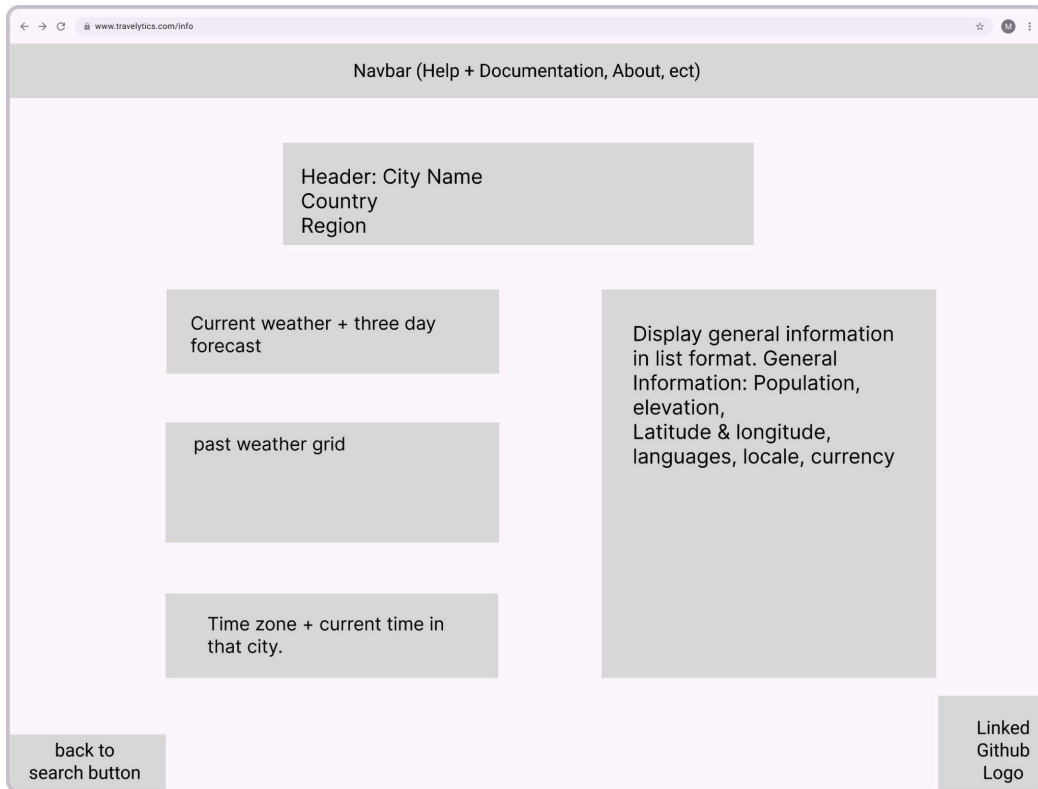 www.travelytics.com/info
M
Navbar (Help + Documentation, About, ect)
Header: City Name
Country
Region
Current weather + three day
forecast
past weather grid
Time zone + current time in
that city.
Display general information
in list format. General
Information: Population,
elevation,
Latitude & longitude,
languages, locale, currency
back to
search button
Linked
Github
Logo